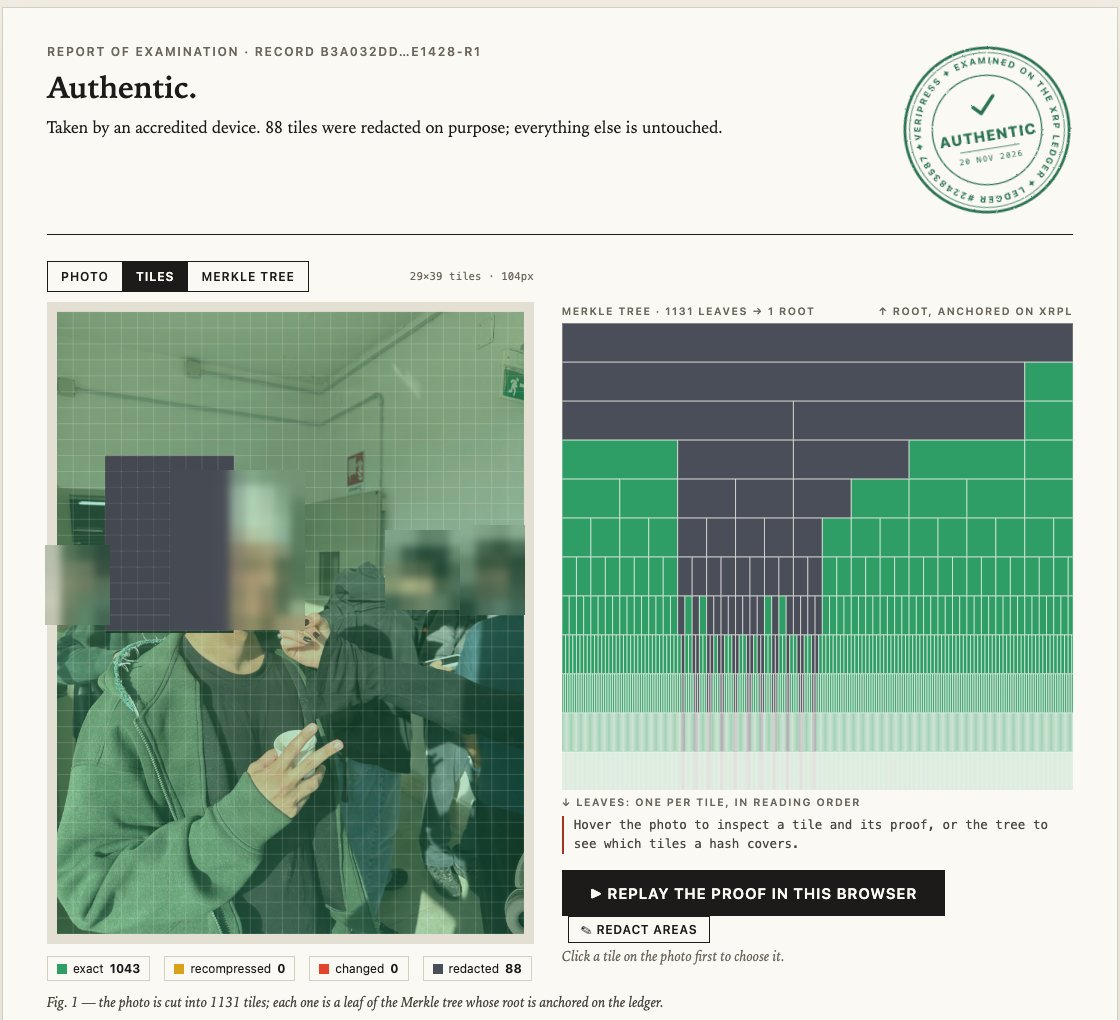 REPORT OF EXAMINATION · RECORD B3A032DD…E1428-R1
Authentic.
Taken by an accredited device. 88 tiles were redacted on purpose; everything else is untouched.
VERIPRESS ✦ EXAMINED ON THE XRP LEDGER ✦ LEDGER #22483587 ✦
AUTHENTIC
20 NOV 2026
PHOTO TILES MERKLE TREE
29×39 tiles · 104px
MERKLE TREE · 1131 LEAVES → 1 ROOT
↑ ROOT, ANCHORED ON XRPL
↓ LEAVES: ONE PER TILE, IN READING ORDER
Hover the photo to inspect a tile and its proof, or the tree to
see which tiles a hash covers.
▶ REPLAY THE PROOF IN THIS BROWSER
✎ REDACT AREAS
Click a tile on the photo first to choose it.
exact 1043 recompressed 0 changed 0 redacted 88
Fig. 1 — the photo is cut into 1131 tiles; each one is a leaf of the Merkle tree whose root is anchored on the ledger.